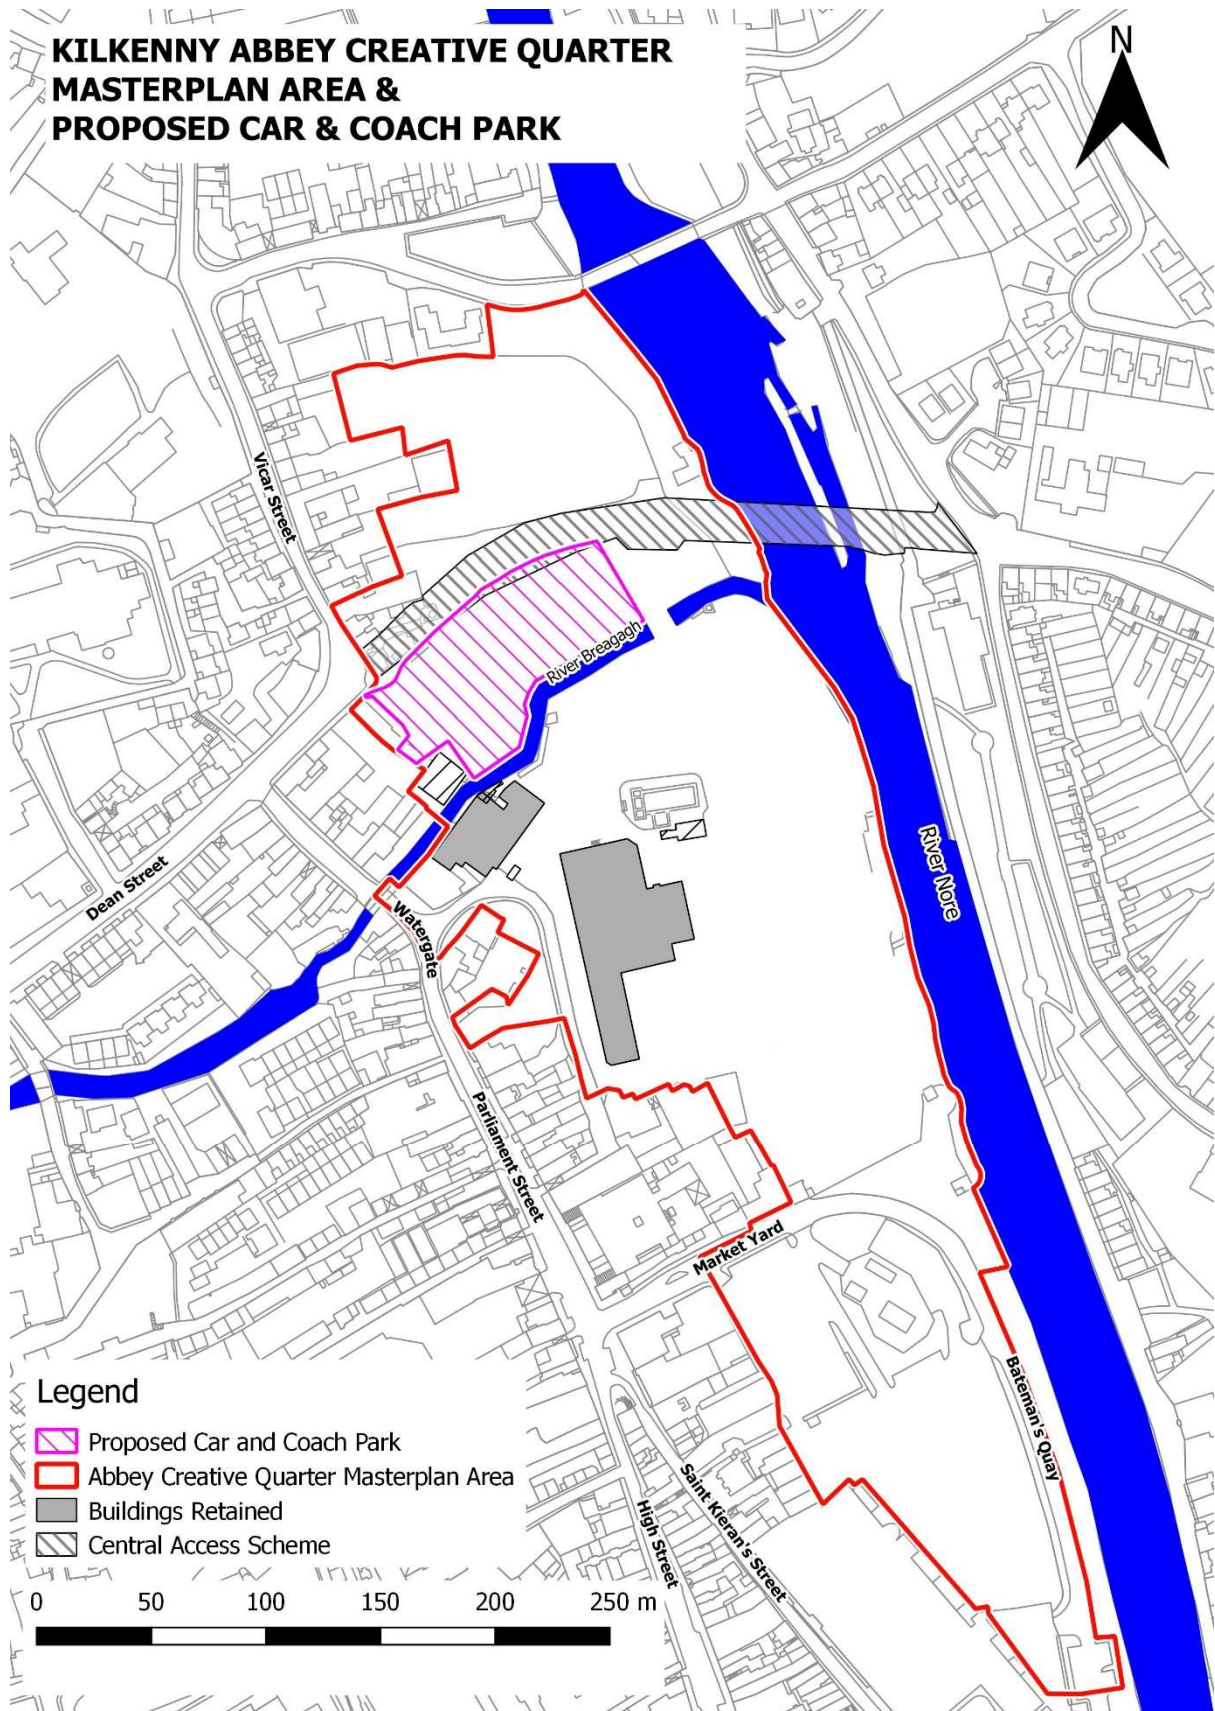 KILKENNY ABBEY CREATIVE QUARTER
MASTERPLAN AREA &
PROPOSED CAR & COACH PARK
N
Vicar Street
River Breagagh
Dean Street
Watergate
River Nore
Parliament Street
Market Yard
Bateman's Quay
Saint Kieran's Street
High Street
Legend
Proposed Car and Coach Park
Abbey Creative Quarter Masterplan Area
Buildings Retained
Central Access Scheme
0 50 100 150 200 250 m